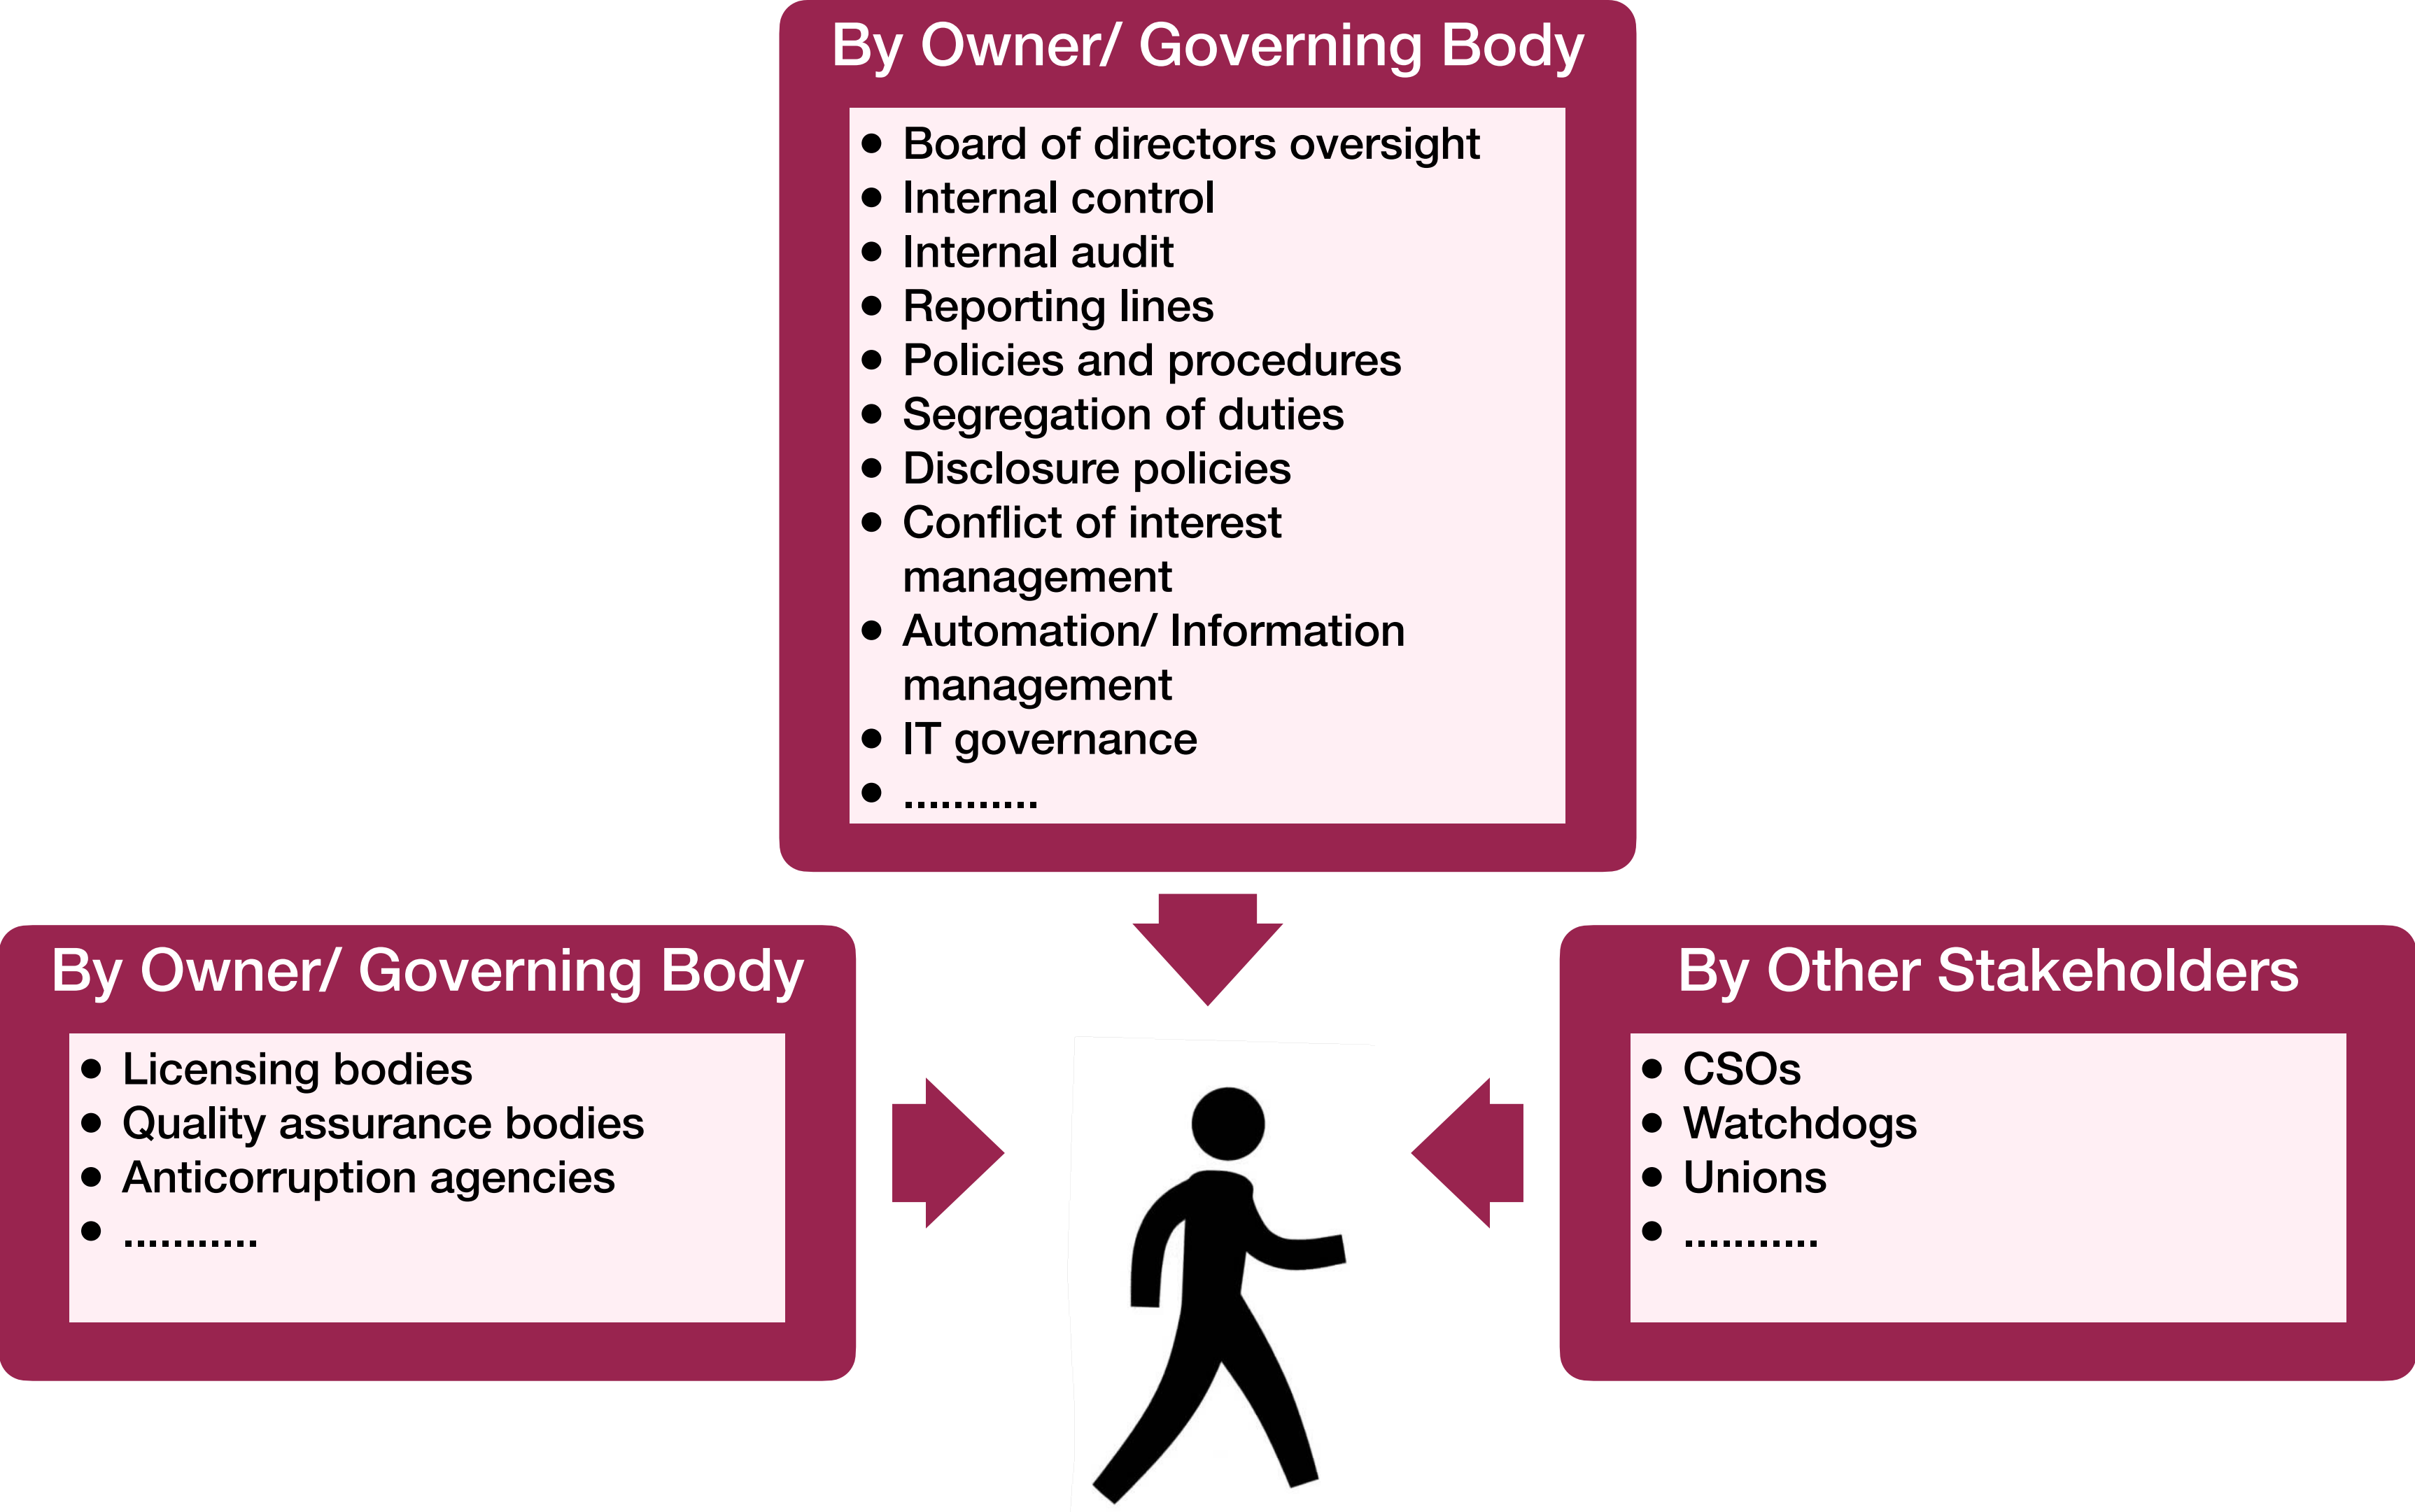 By Owner/ Governing Body
● Board of directors oversight
● Internal control
● Internal audit
● Reporting lines
● Policies and procedures
● Segregation of duties
● Disclosure policies
● Conflict of interest
management
● Automation/ Information
management
● IT governance
● ...........
By Owner/ Governing Body
● Licensing bodies
● Quality assurance bodies
● Anticorruption agencies
● ...........
By Other Stakeholders
● CSOs
● Watchdogs
● Unions
● ...........